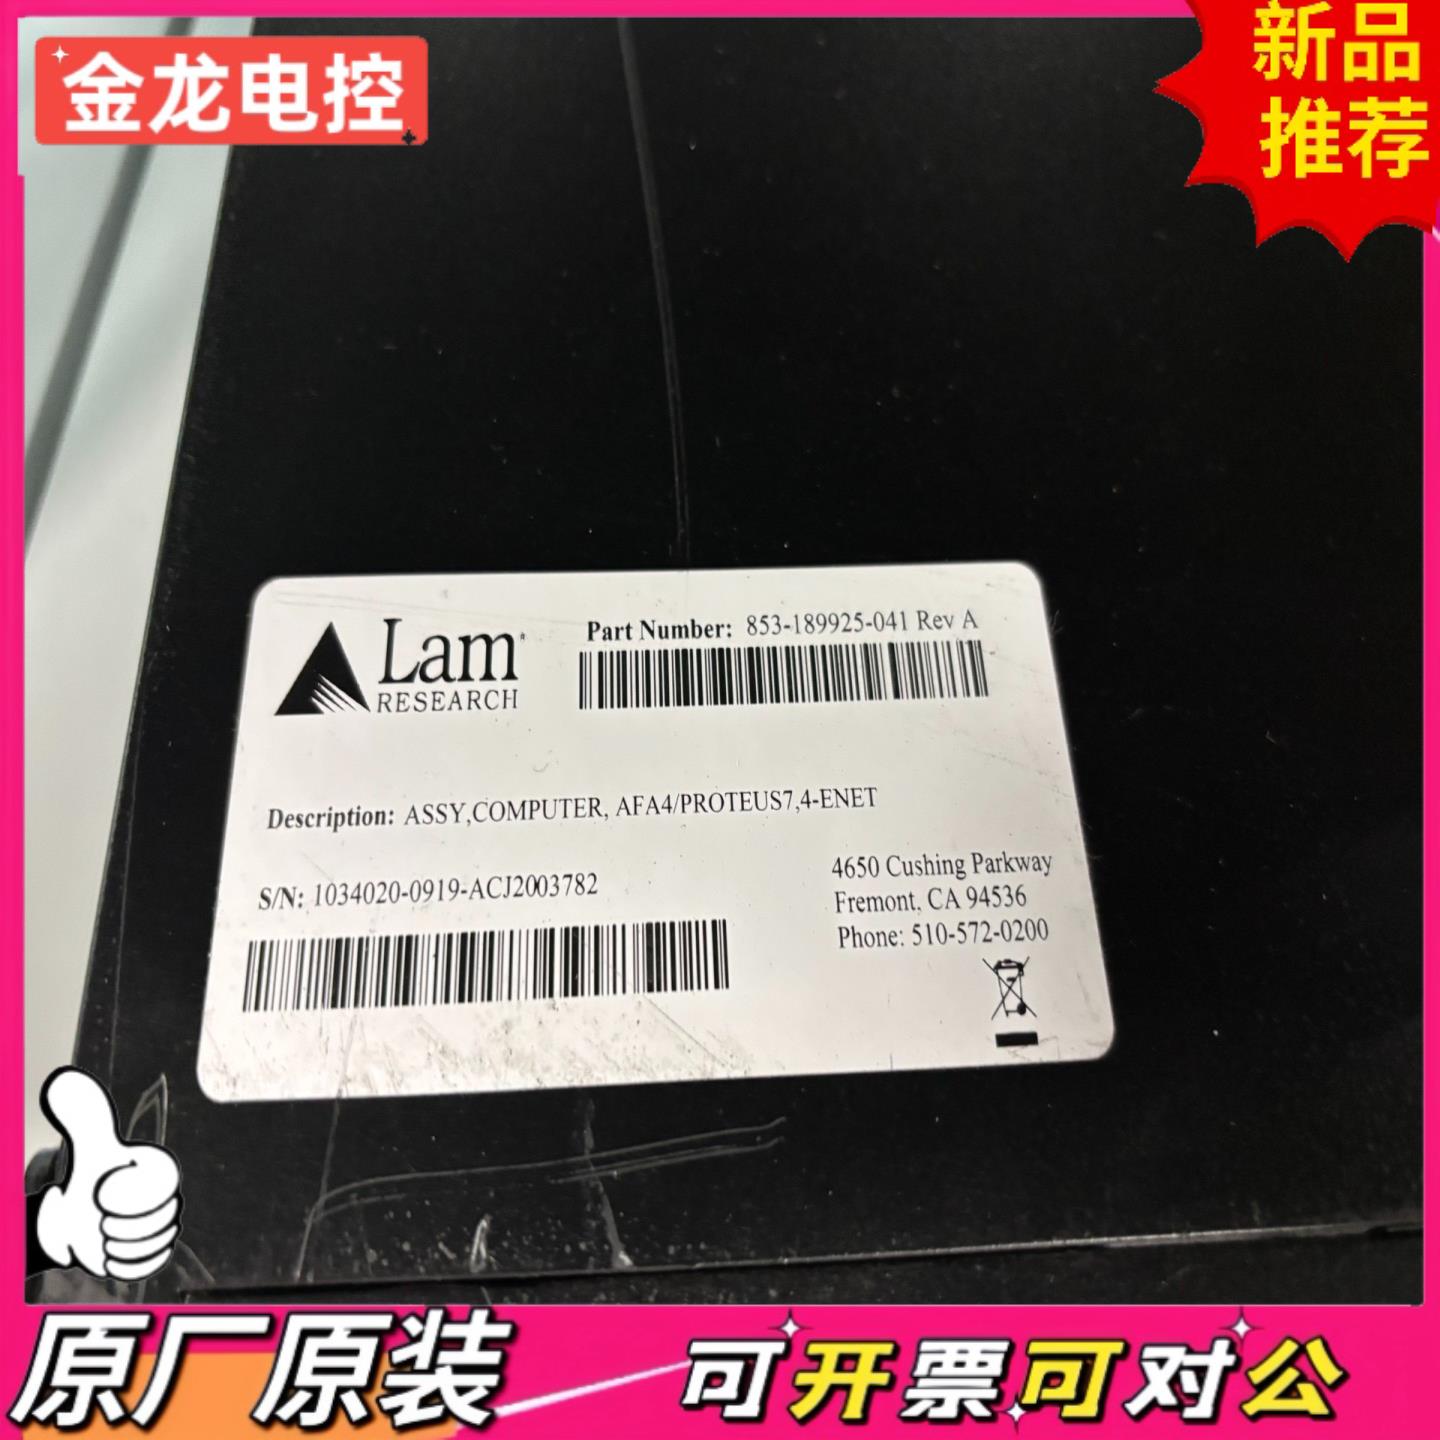 金龙电控
新品
推荐
Lam
RESEARCH
Part Number: 853-189925-041 Rev A
Description: ASSY,COMPUTER, AFA4/PROTEUS7,4-ENET
S/N: 1034020-0919-ACJ2003782
4650 Cushing Parkway
Fremont, CA 94536
Phone: 510-572-0200
原厂原装
可开票可对公